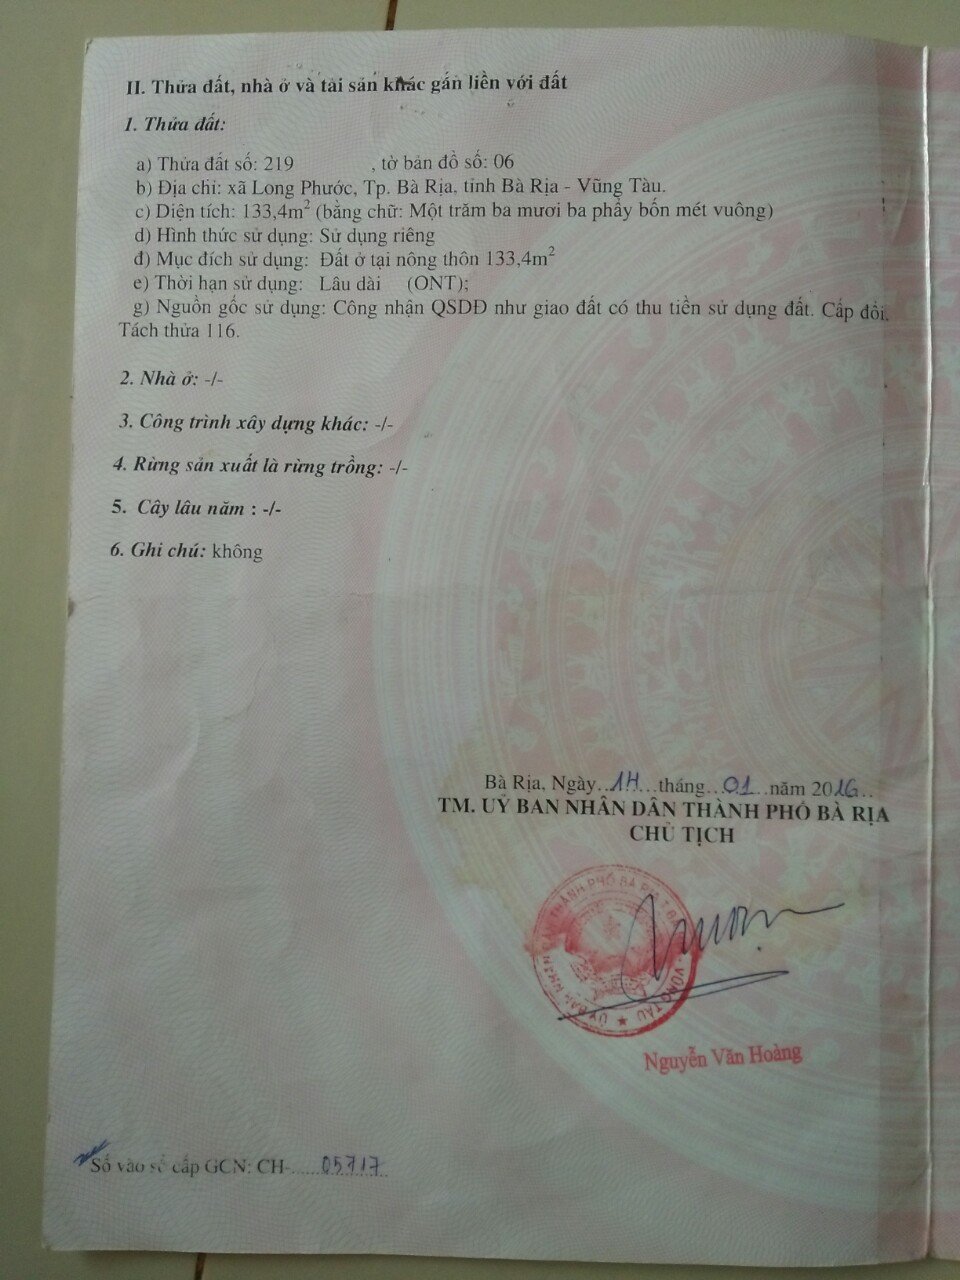 II. Thửa đất, nhà ở và tài sản khác gắn liền với đất
1. Thửa đất:
a) Thửa đất số: 219 , tờ bản đồ số: 06
b) Địa chỉ: xã Long Phước, Tp. Bà Rịa, tỉnh Bà Rịa - Vũng Tàu.
c) Diện tích: 133,4m² (bằng chữ: Một trăm ba mươi ba phẩy bốn mét vuông)
d) Hình thức sử dụng: Sử dụng riêng
đ) Mục đích sử dụng: Đất ở tại nông thôn 133,4m²
e) Thời hạn sử dụng: Lâu dài (ONT);
g) Nguồn gốc sử dụng: Công nhận QSDĐ như giao đất có thu tiền sử dụng đất. Cấp đổi.
Tách thửa 116.
2. Nhà ở: -/-
3. Công trình xây dựng khác: -/-
4. Rừng sản xuất là rừng trồng: -/-
5. Cây lâu năm : -/-
6. Ghi chú: không
Bà Rịa, Ngày..14...tháng...01..năm 2016..
TM. UỶ BAN NHÂN DÂN THÀNH PHỐ BÀ RỊA
CHỦ TỊCH
Nguyễn Văn Hoàng
Số vào sổ cấp GCN: CH-......05717